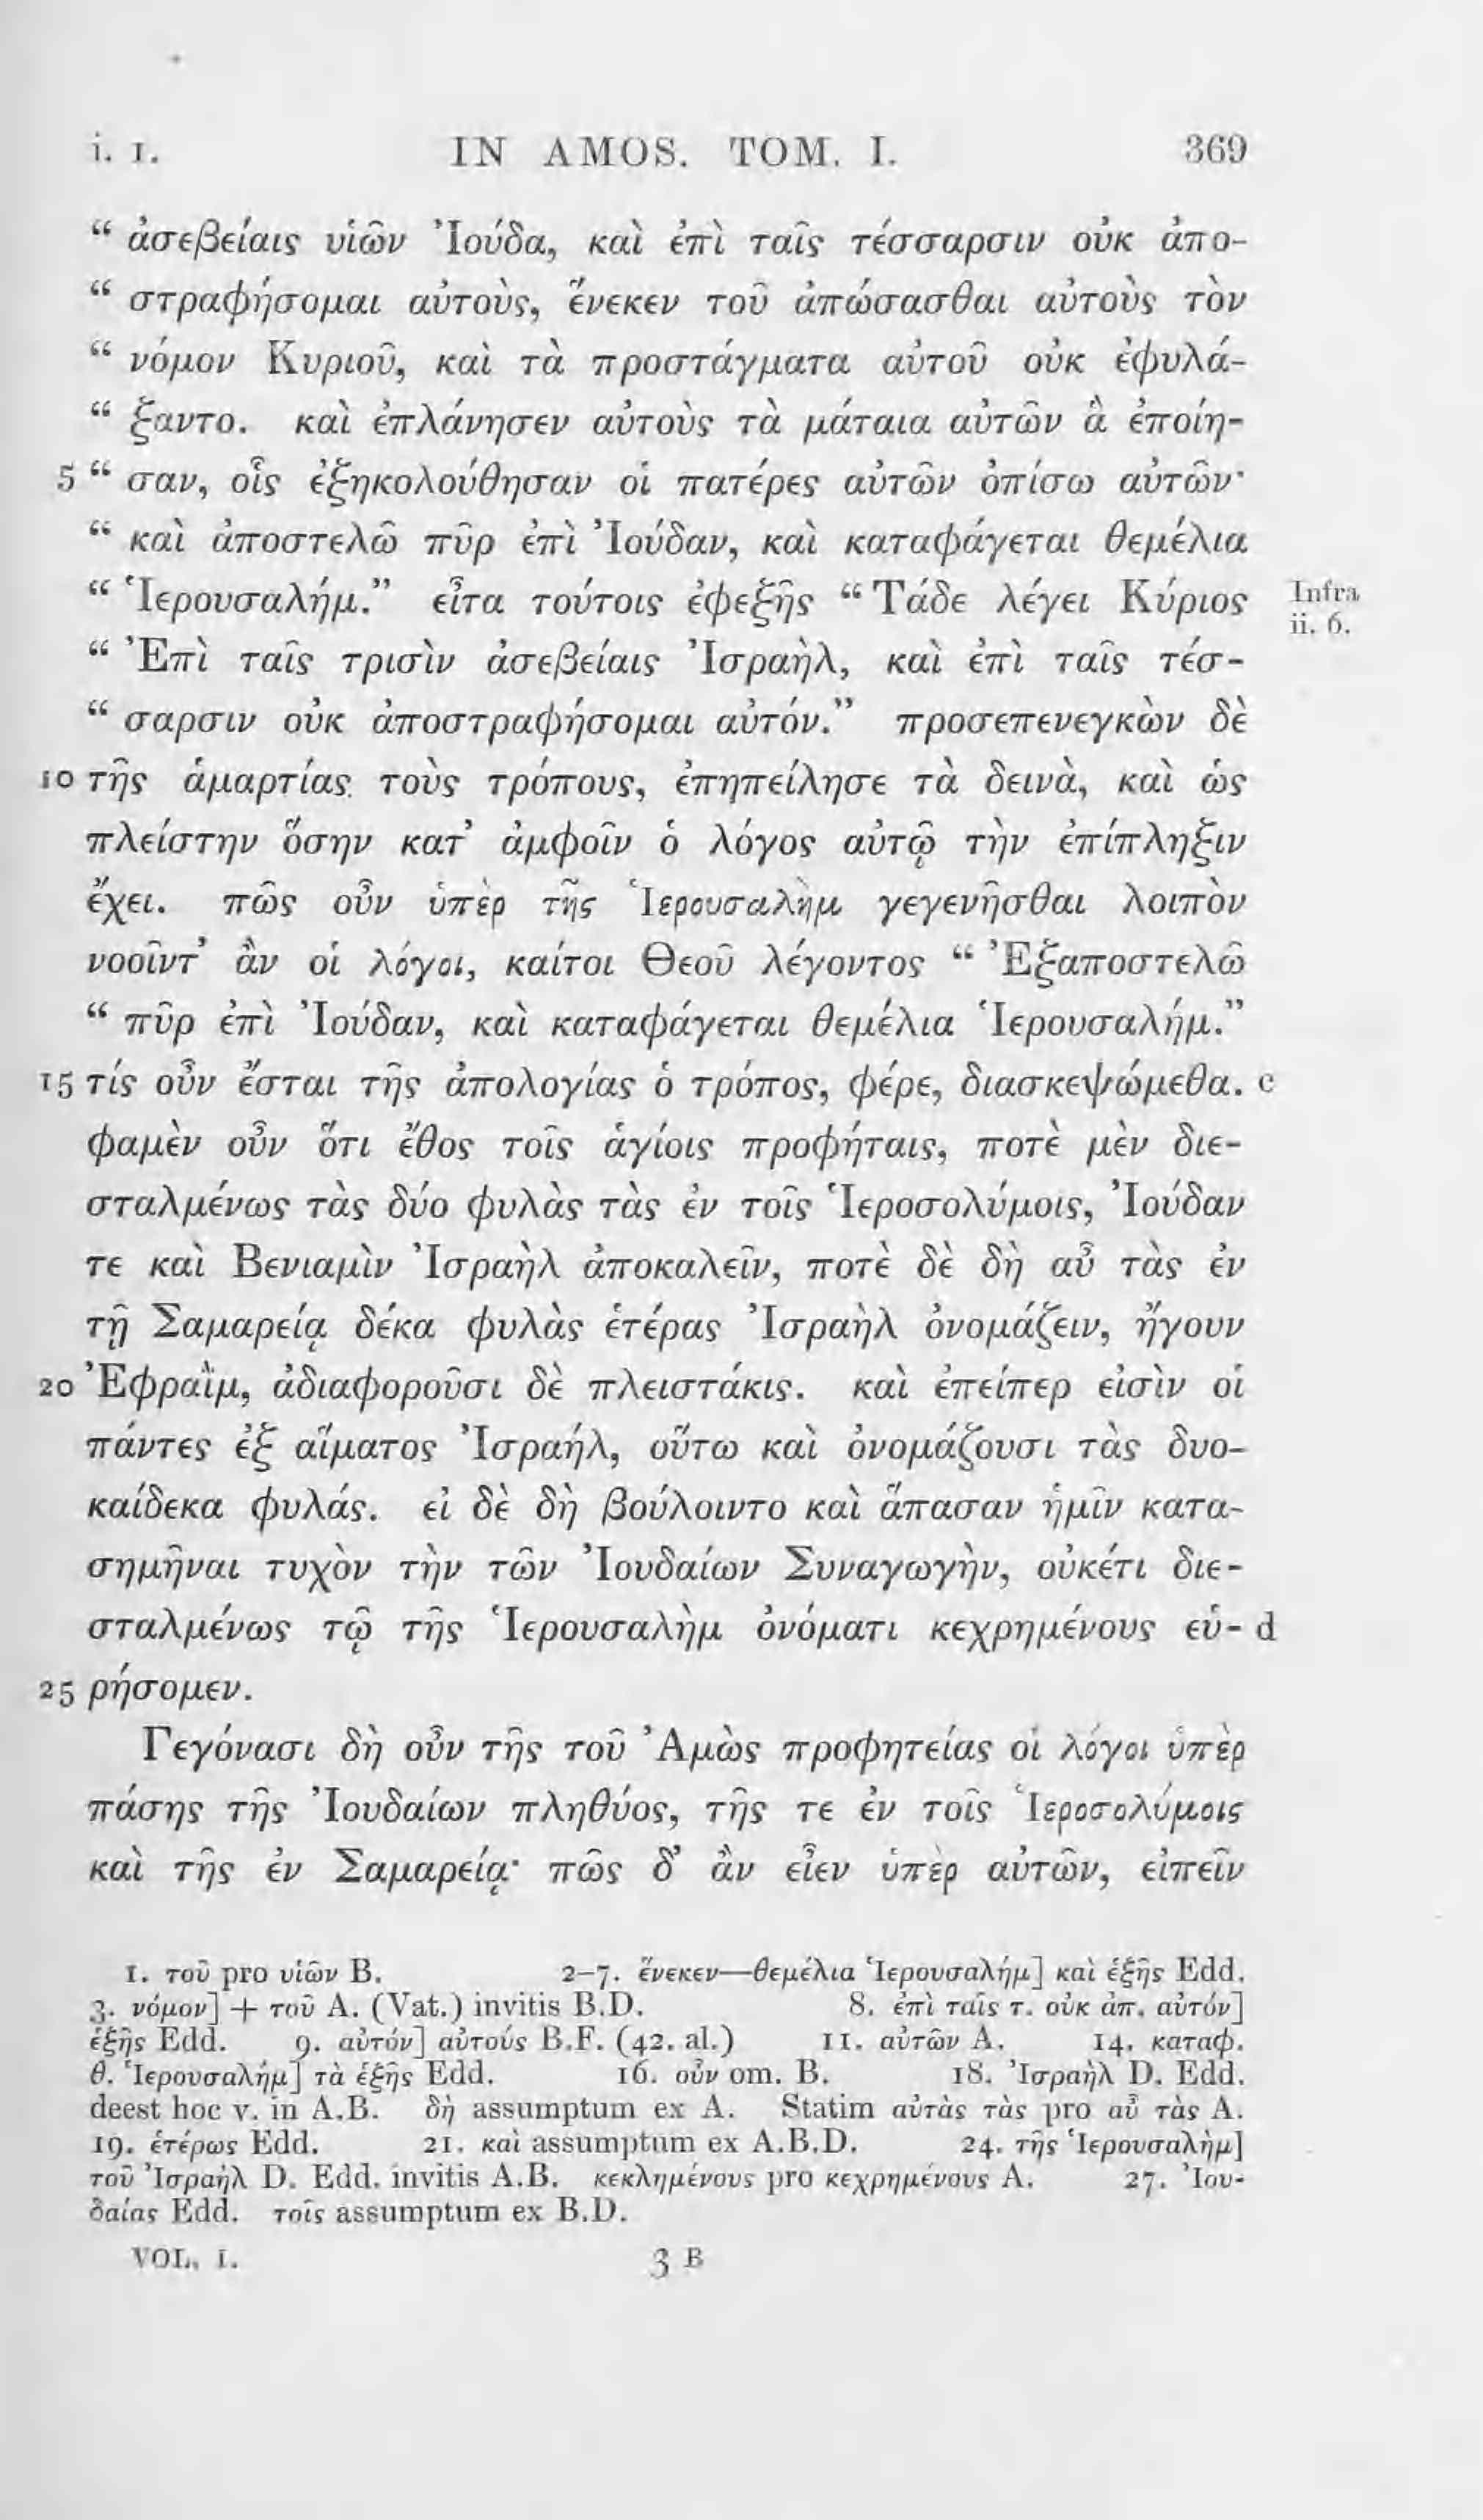 i. 1. IN AMOS. TOM. I. 369
“ ἀσεβείαις υἱῶν Ἰούδα, καὶ ἐπὶ ταῖς τέσσαρσιν οὐκ ἀπο-
“ στραφήσομαι αὐτοὺς, ἕνεκεν τοῦ ἀπώσασθαι αὐτοὺς τὸν
“ νόμον Κυριοῦ, καὶ τὰ προστάγματα αὐτοῦ οὐκ ἐφυλά-
“ ξαντο. καὶ ἐπλάνησεν αὐτοὺς τὰ μάταια αὐτῶν ἃ ἐποίη-
5 “ σαν, οἷς ἐξηκολούθησαν οἱ πατέρες αὐτῶν ὀπίσω αὐτῶν·
“ καὶ ἀποστελῶ πῦρ ἐπὶ Ἰούδαν, καὶ καταφάγεται θεμέλια
“ Ἱερουσαλήμ.” εἶτα τούτοις ἐφεξῆς “ Τάδε λέγει Κύριος Infra
ii. 6.
“ Ἐπὶ ταῖς τρισὶν ἀσεβείαις Ἰσραὴλ, καὶ ἐπὶ ταῖς τέσ-
“ σαρσιν οὐκ ἀποστραφήσομαι αὐτόν.” προσεπενεγκὼν δὲ
10 τῆς ἁμαρτίας τοὺς τρόπους, ἐπηπείλησε τὰ δεινὰ, καὶ ὡς
πλείστην ὅσην κατ’ ἀμφοῖν ὁ λόγος αὐτῷ τὴν ἐπίπληξιν
ἔχει. πῶς οὖν ὑπὲρ τῆς Ἱερουσαλὴμ γεγενῆσθαι λοιπὸν
νοοῖντ’ ἂν οἱ λόγοι, καίτοι Θεοῦ λέγοντος “ Ἐξαποστελῶ
“ πῦρ ἐπὶ Ἰούδαν, καὶ καταφάγεται θεμέλια Ἱερουσαλήμ.”
15 τίς οὖν ἔσται τῆς ἀπολογίας ὁ τρόπος, φέρε, διασκεψώμεθα. c
φαμὲν οὖν ὅτι ἔθος τοῖς ἁγίοις προφήταις, ποτὲ μὲν διε-
σταλμένως τὰς δύο φυλὰς τὰς ἐν τοῖς Ἱεροσολύμοις, Ἰούδαν
τε καὶ Βενιαμὶν Ἰσραὴλ ἀποκαλεῖν, ποτὲ δὲ δὴ αὖ τὰς ἐν
τῇ Σαμαρείᾳ δέκα φυλὰς ἑτέρας Ἰσραὴλ ὀνομάζειν, ἤγουν
20 Ἐφραῒμ, ἀδιαφοροῦσι δὲ πλειστάκις. καὶ ἐπείπερ εἰσὶν οἱ
πάντες ἐξ αἵματος Ἰσραὴλ, οὕτω καὶ ὀνομάζουσι τὰς δυο-
καίδεκα φυλάς. εἰ δὲ δὴ βούλοιντο καὶ ἅπασαν ἡμῖν κατα-
σημῆναι τυχὸν τὴν τῶν Ἰουδαίων Συναγωγὴν, οὐκέτι διε-
σταλμένως τῷ τῆς Ἱερουσαλὴμ ὀνόματι κεχρημένους εὑ- d
25 ρήσομεν.
Γεγόνασι δὴ οὖν τῆς τοῦ Ἀμὼς προφητείας οἱ λόγοι ὑπὲρ
πάσης τῆς Ἰουδαίων πληθύος, τῆς τε ἐν τοῖς Ἱεροσολύμοις
καὶ τῆς ἐν Σαμαρείᾳ· πῶς δ’ ἂν εἶεν ὑπὲρ αὐτῶν, εἰπεῖν
1. τοῦ pro υἱῶν B. 2–7. ἕνεκεν—θεμέλια Ἱερουσαλήμ] καὶ ἑξῆς Edd.
3. νόμον] + τοῦ A. (Vat.) invitis B.D. 8. ἐπὶ ταῖς τ. οὐκ ἀπ. αὐτόν]
ἑξῆς Edd. 9. αὐτόν] αὐτούς B.F. (42. al.) 11. αὐτῶν A. 14. καταφ.
θ. Ἱερουσαλήμ] τὰ ἑξῆς Edd. 16. οὖν om. B. 18. Ἰσραὴλ D. Edd.
deest hoc v. in A.B. δὴ assumptum ex A. Statim αὐτὰς τὰς pro αὖ τὰς A.
19. ἑτέρως Edd. 21. καὶ assumptum ex A.B.D. 24. τῆς Ἱερουσαλὴμ]
τοῦ Ἰσραὴλ D. Edd. invitis A.B. κεκλημένους pro κεχρημένους A. 27. Ἰου-
δαίας Edd. τοῖς assumptum ex B.D.
VOL. I. 3 B